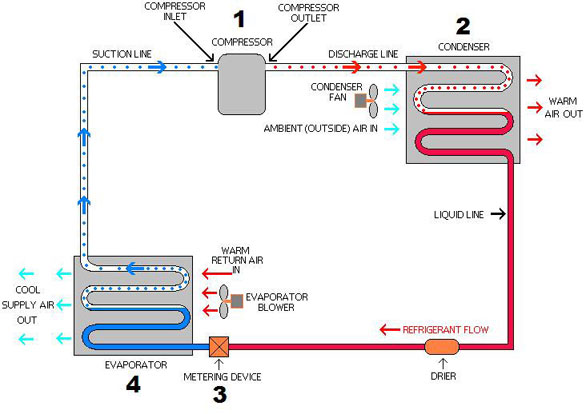 COMPRESSOR
INLET
1
COMPRESSOR
OUTLET
2
SUCTION LINE
COMPRESSOR
DISCHARGE LINE
CONDENSER
CONDENSER
FAN
AMBIENT (OUTSIDE) AIR IN
WARM
AIR OUT
LIQUID LINE
WARM
RETURN AIR
IN
COOL
SUPPLY AIR
OUT
EVAPORATOR
BLOWER
REFRIGERANT FLOW
EVAPORATOR
4
METERING DEVICE
3
DRIER